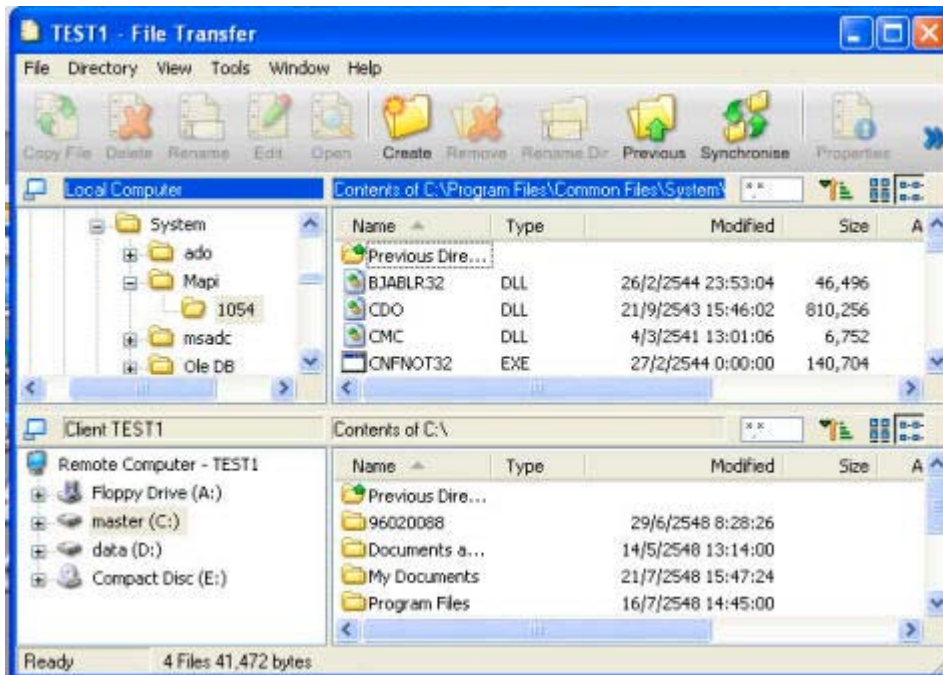 TEST1 - File Transfer
File Directory View Tools Window Help
Copy File Delete Rename Edit Open Create Remove Rename Dir Previous Synchronise Properties
Local Computer Contents of C:\Program Files\Common Files\System\ *.*
System
ado
Mapi
1054
msadc
Ole DB
Name Type Modified Size A
Previous Dire...
BJABLR32 DLL 26/2/2544 23:53:04 46,496
CDO DLL 21/9/2543 15:46:02 810,256
CMC DLL 4/3/2541 13:01:06 6,752
CNFNOT32 EXE 27/2/2544 0:00:00 140,704
Client TEST1 Contents of C:\ *.*
Remote Computer - TEST1
Floppy Drive (A:)
master (C:)
data (D:)
Compact Disc (E:)
Name Type Modified Size A
Previous Dire...
96020088 29/6/2548 8:28:26
Documents a... 14/5/2548 13:14:00
My Documents 21/7/2548 15:47:24
Program Files 16/7/2548 14:45:00
Ready 4 Files 41,472 bytes